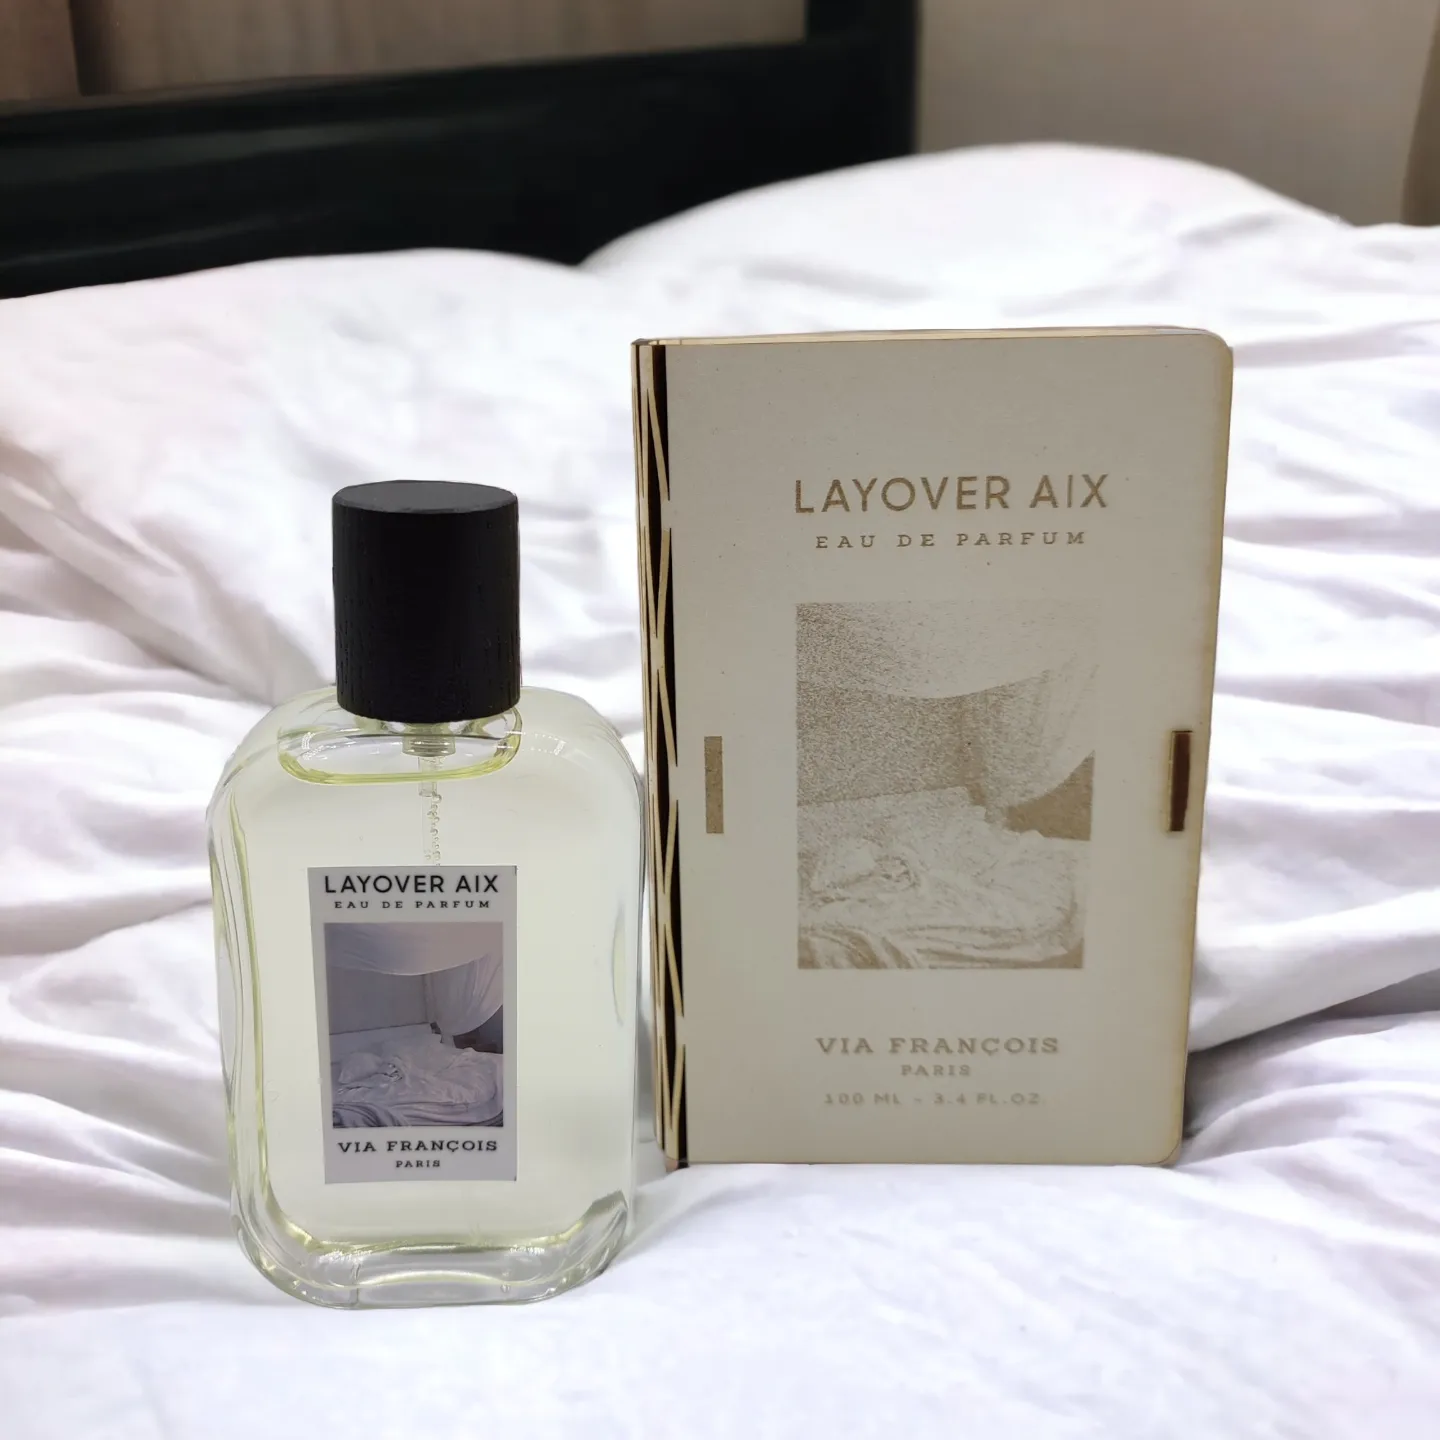 LAYOVER AIX
EAU DE PARFUM
VIA FRANÇOIS
PARIS
LAYOVER AIX
EAU DE PARFUM
VIA FRANÇOIS
PARIS
100 ML - 3.4 FL.OZ.